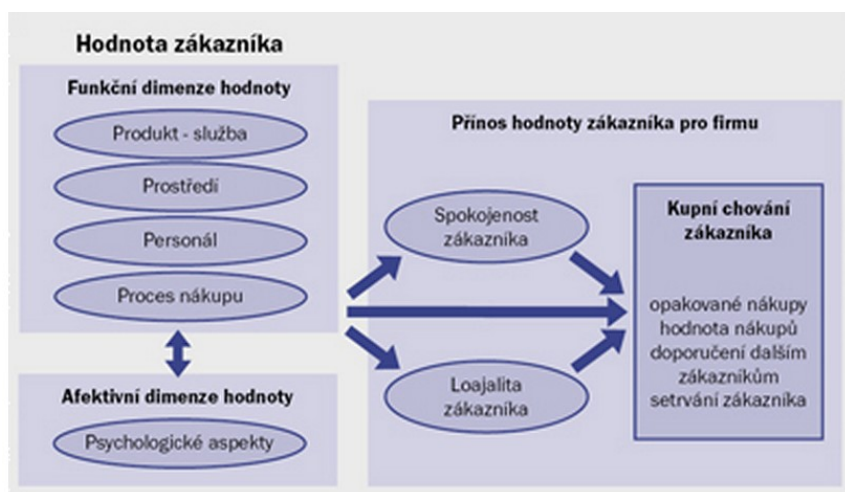 Hodnota zákazníka
Funkční dimenze hodnoty
Produkt - služba
Prostředí
Personál
Proces nákupu
Afektivní dimenze hodnoty
Psychologické aspekty
Přínos hodnoty zákazníka pro firmu
Spokojenost
zákazníka
Loajalita
zákazníka
Kupní chování
zákazníka
opakované nákupy
hodnota nákupů
doporučení dalším
zákazníkům
setrvání zákazníka